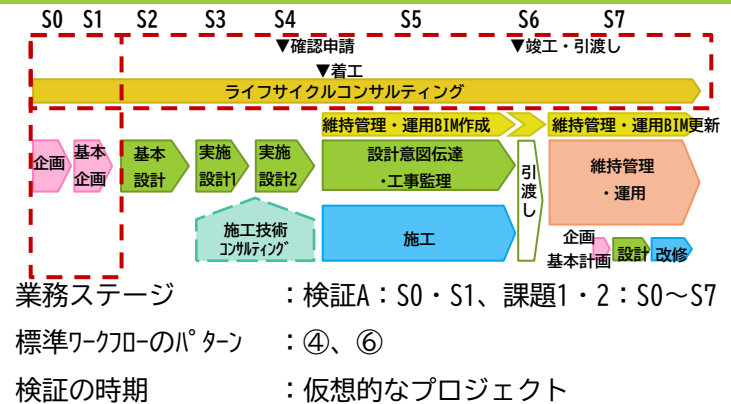 S0 S1 S2 S3 S4 S5 S6 S7
▼確認申請 ▼竣工・引渡し
▼着工
ライフサイクルコンサルティング
維持管理・運用BIM作成 維持管理・運用BIM更新
企画
基本
企画
基本
設計
実施
設計1
実施
設計2
設計意図伝達
・工事監理
引渡し
維持管理
・運用
施工技術
ｺﾝｻﾙﾃｨﾝｸﾞ
施工
企画
基本計画
設計
改修
業務ステージ ：検証A：S0・S1、課題1・2：S0～S7
標準ﾜｰｸﾌﾛｰのﾊﾟﾀｰﾝ ：④、⑥
検証の時期 ：仮想的なプロジェクト